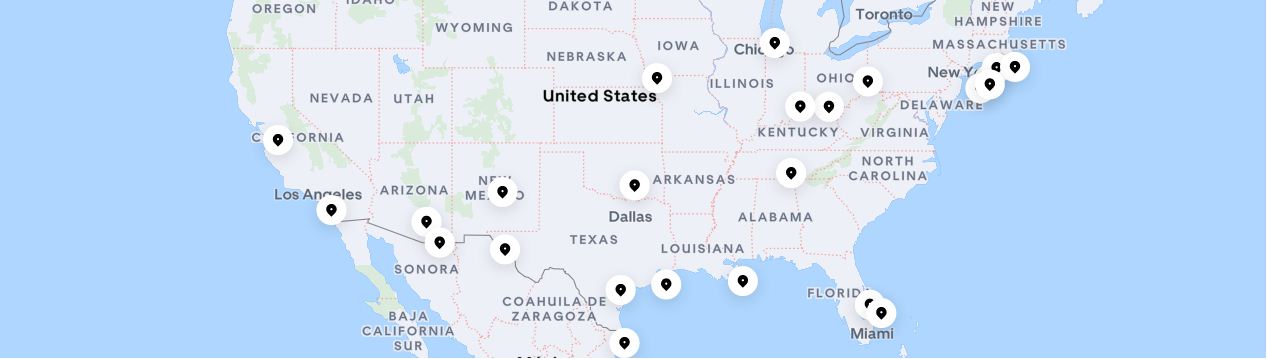 OREGON
IDAHO
WYOMING
DAKOTA
NEBRASKA
IOWA
Chicago
ILLINOIS
OHIO
Toronto
NEW
HAMPSHIRE
MASSACHUSETTS
New Yo
DELAWARE
United States
NEVADA
UTAH
CALIFORNIA
KENTUCKY
VIRGINIA
NORTH
CAROLINA
Los Angeles
ARIZONA
NEW
MEXICO
ARKANSAS
Dallas
TEXAS
LOUISIANA
ALABAMA
SONORA
COAHUILA DE
ZARAGOZA
BAJA
CALIFORNIA
SUR
FLORIDA
Miami